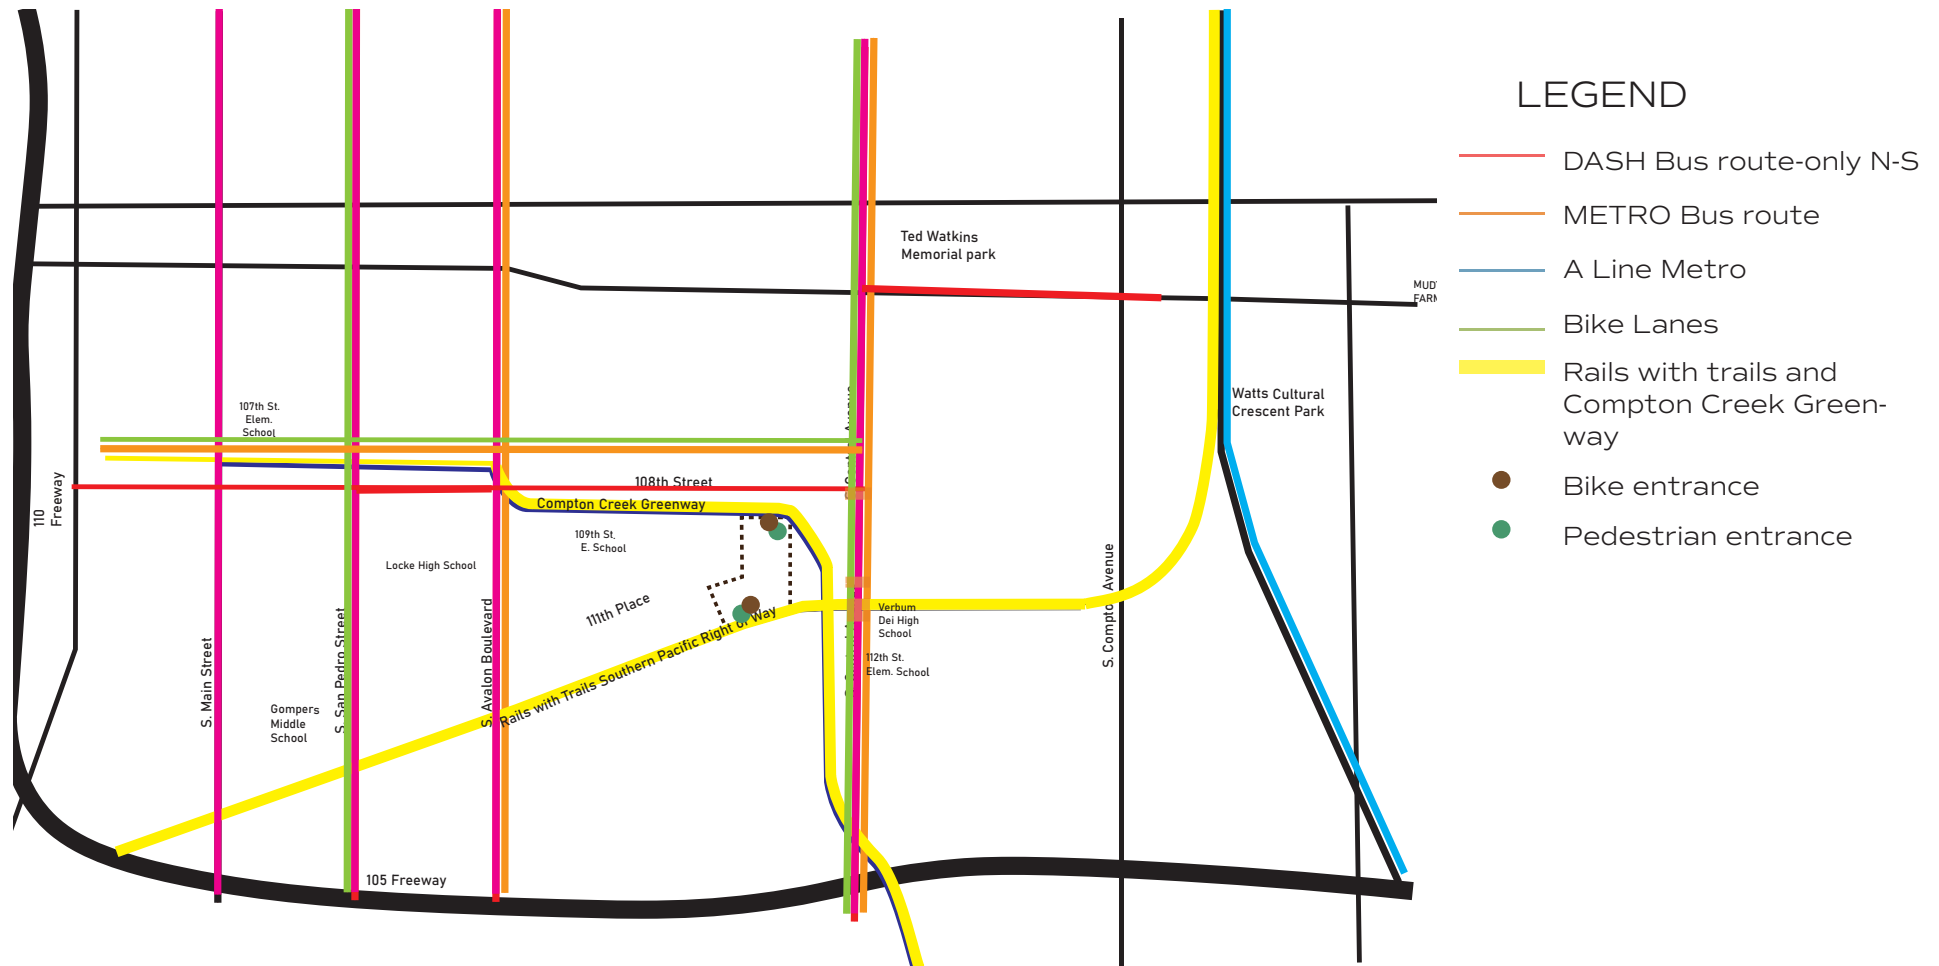 LEGEND
DASH Bus route-only N-S
METRO Bus route
A Line Metro
Bike Lanes
Rails with trails and
Compton Creek Green-
way
Bike entrance
Pedestrian entrance
Ted Watkins
Memorial park
MUD
FARM
Watts Cultural
Crescent Park
107th St.
Elem.
School
110
Freeway
108th Street
Compton Creek Greenway
109th St.
E. School
Locke High School
111th Place
Rails with Trails Southern Pacific Right of Way
Verbum
Dei High
School
112th St.
Elem. School
S. Compton Avenue
S. Main Street
S. San Pedro Street
S. Avalon Boulevard
Gompers
Middle
School
105 Freeway